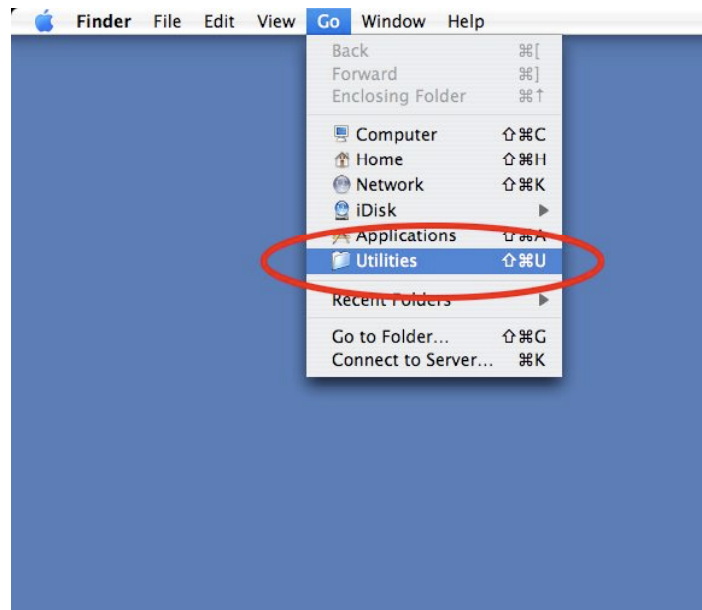 Finder File Edit View Go Window Help
Back ⌘[
Forward ⌘]
Enclosing Folder ⌘↑
Computer ⇧⌘C
Home ⇧⌘H
Network ⇧⌘K
iDisk ▶
Applications ⇧⌘A
Utilities ⇧⌘U
Recent Folders ▶
Go to Folder... ⇧⌘G
Connect to Server... ⌘K